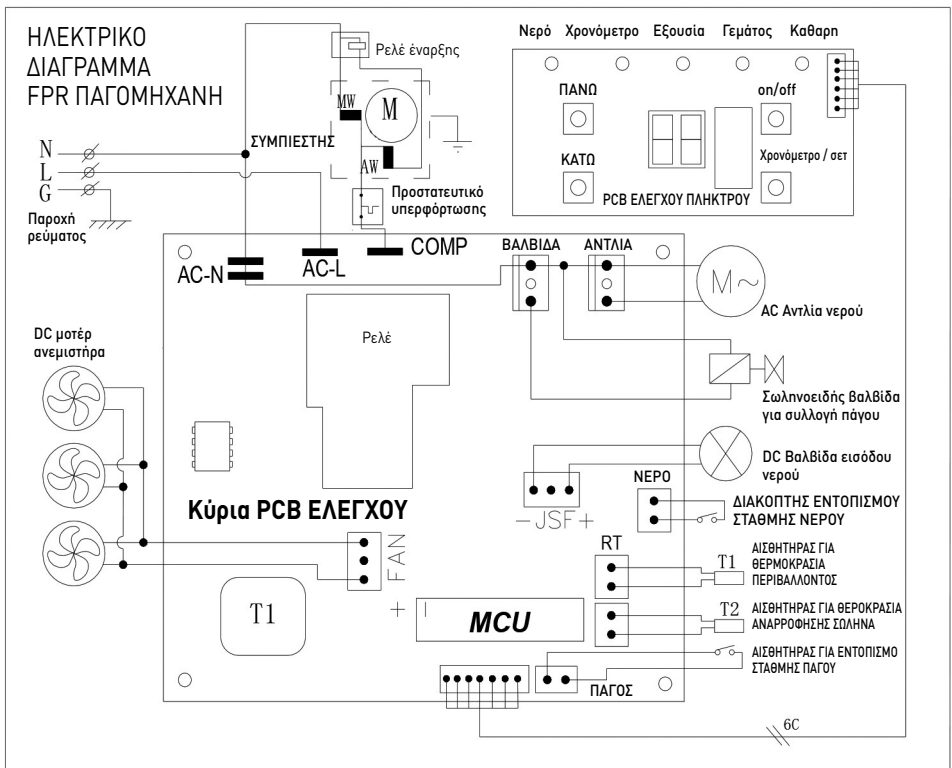 ΗΛΕΚΤΡΙΚΟ
ΔΙΑΓΡΑΜΜΑ
FPR ΠΑΓΟΜΗΧΑΝΗ
Ρελέ έναρξης
MW
M
AW
ΣΥΜΠΙΕΣΤΗΣ
N
L
G
Παροχή
ρεύματος
Προστατευτικό
υπερφόρτωσης
Νερό Χρονόμετρο Εξουσία Γεμάτος Καθαρη
ΠΑΝΩ
on/off
ΚΑΤΩ
Χρονόμετρο / σετ
PCB ΕΛΕΓΧΟΥ ΠΛΗΚΤΡΟΥ
AC-N
AC-L
COMP
ΒΑΛΒΙΔΑ
ΑΝΤΛΙΑ
M~
AC Αντλία νερού
Ρελέ
DC μοτέρ
ανεμιστήρα
Σωληνοειδής βαλβίδα
για συλλογή πάγου
DC Βαλβίδα εισόδου
νερού
-JSF+
ΝΕΡΟ
ΔΙΑΚΟΠΤΗΣ ΕΝΤΟΠΙΣΜΟΥ
ΣΤΑΘΜΗΣ ΝΕΡΟΥ
Κύρια PCB ΕΛΕΓΧΟΥ
FAN
+
T1
MCU
RT
T1
ΑΙΣΘΗΤΗΡΑΣ ΓΙΑ
ΘΕΡΜΟΚΡΑΣΙΑ
ΠΕΡΙΒΑΛΛΟΝΤΟΣ
T2
ΑΙΣΘΗΤΗΡΑΣ ΓΙΑ ΘΕΡΟΚΡΑΣΙΑ
ΑΝΑΡΡΟΦΗΣΗΣ ΣΩΛΗΝΑ
ΑΙΣΘΗΤΗΡΑΣ ΓΙΑ ΕΝΤΟΠΙΣΜΟ
ΣΤΑΘΜΗΣ ΠΑΓΟΥ
ΠΑΓΟΣ
6C